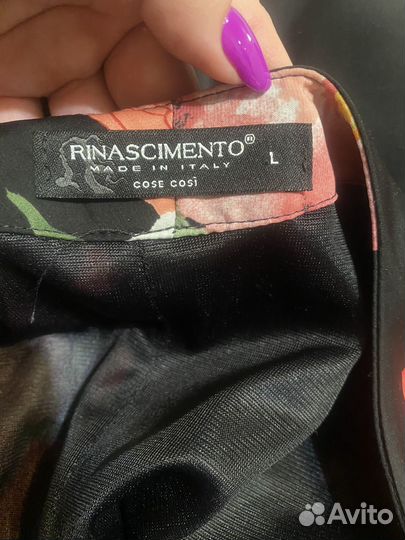 RINASCIMENTO®
MADE IN ITALY
L
COSE COSÌ
Avito